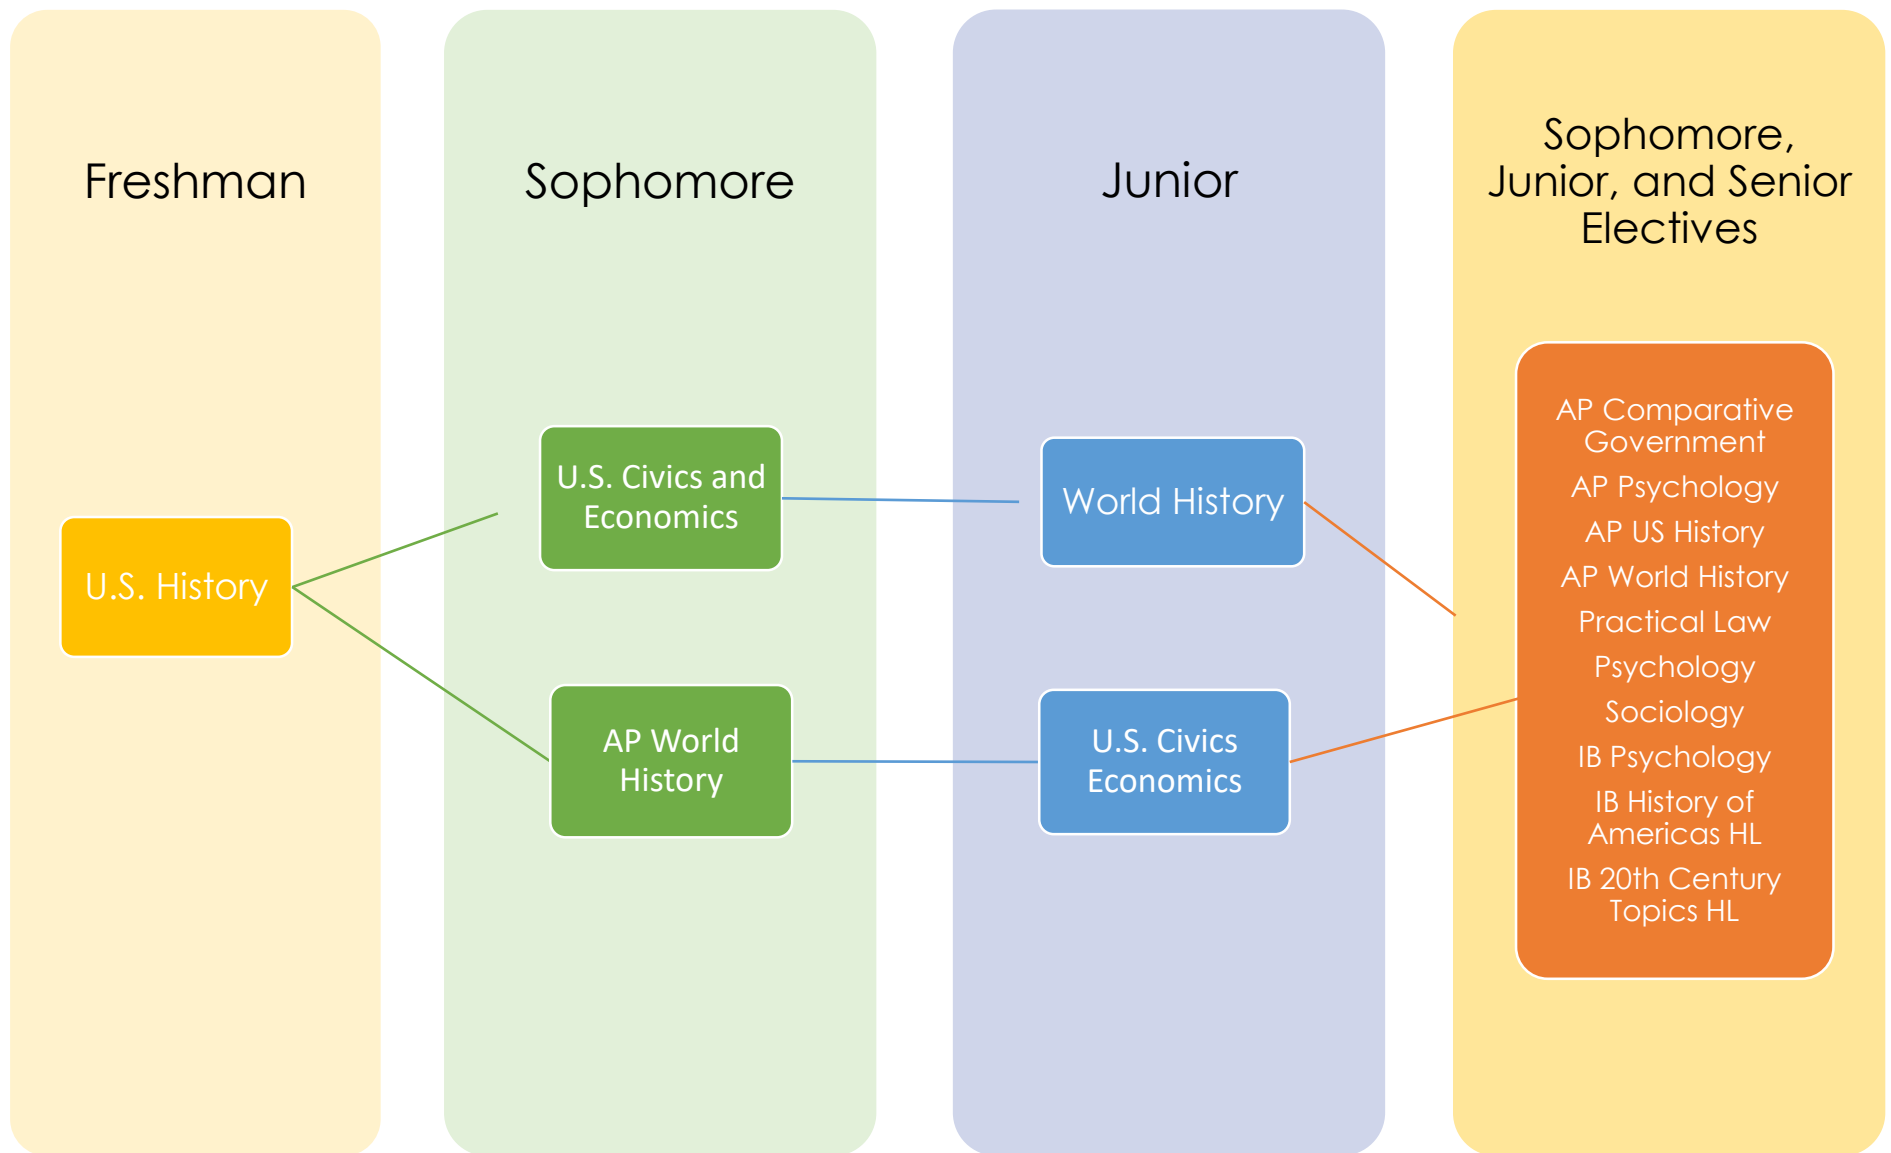 Freshman
U.S. History
Sophomore
U.S. Civics and
Economics
AP World
History
Junior
World History
U.S. Civics
Economics
Sophomore,
Junior, and Senior
Electives
AP Comparative
Government
AP Psychology
AP US History
AP World History
Practical Law
Psychology
Sociology
IB Psychology
IB History of
Americas HL
IB 20th Century
Topics HL